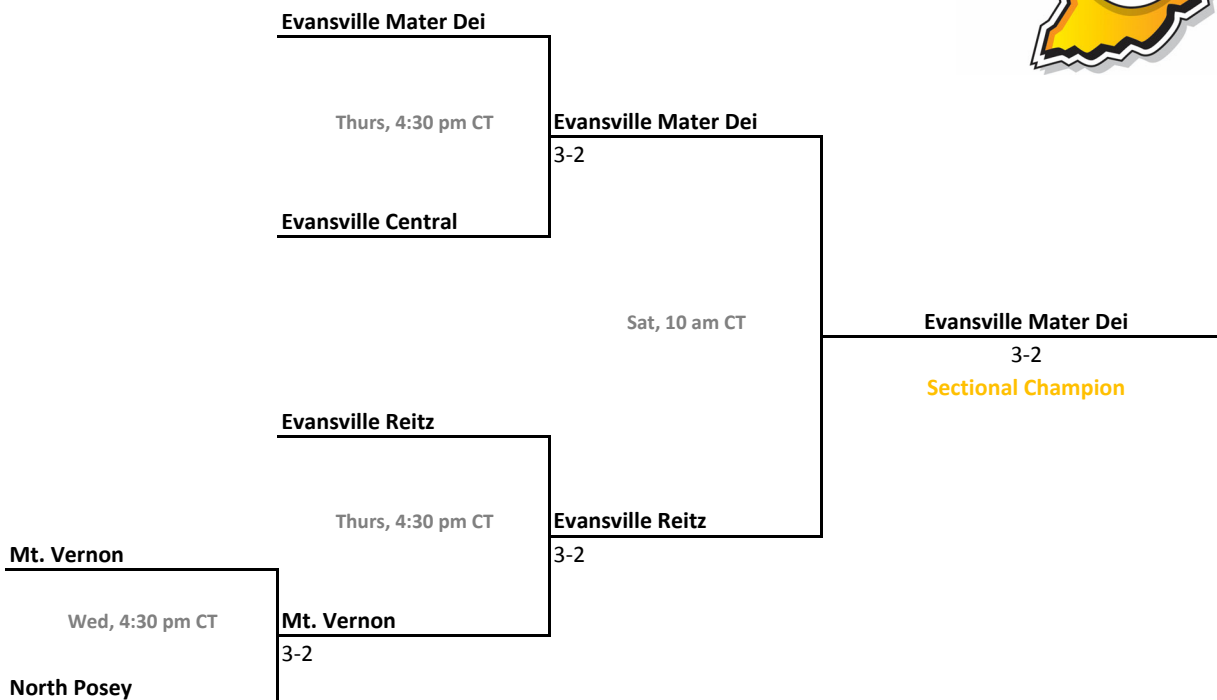 Evansville Mater Dei
Thurs, 4:30 pm CT
Evansville Mater Dei
3-2
Evansville Central
Sat, 10 am CT
Evansville Mater Dei
3-2
Sectional Champion
Evansville Reitz
Thurs, 4:30 pm CT
Evansville Reitz
3-2
Mt. Vernon
Wed, 4:30 pm CT
Mt. Vernon
3-2
North Posey